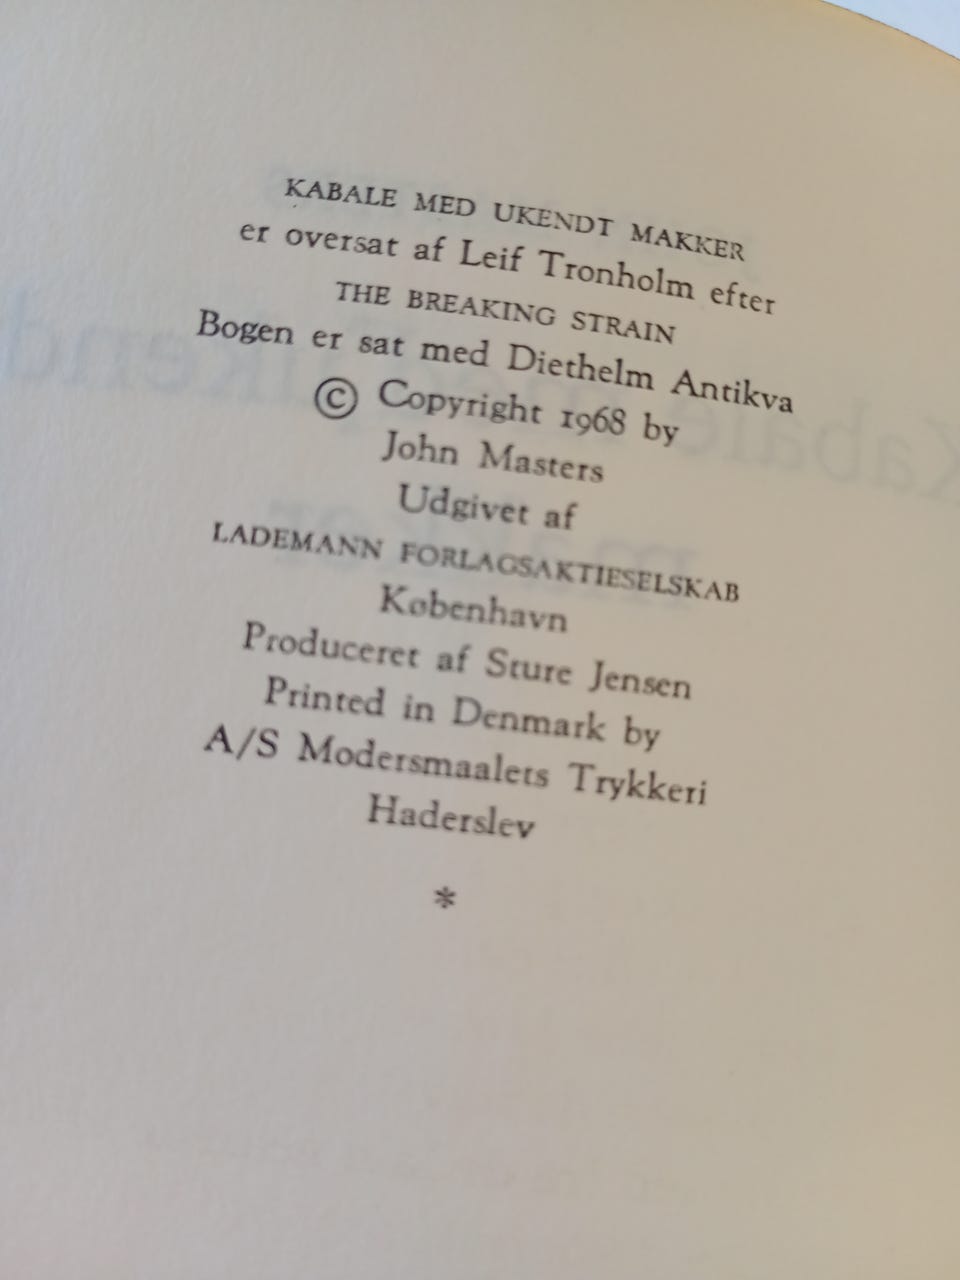 KABALE MED UKENDT MAKKER
er oversat af Leif Tronholm efter
THE BREAKING STRAIN
Bogen er sat med Diethelm Antikva
© Copyright 1968 by
John Masters
Udgivet af
LADEMANN FORLAGSAKTIESELSKAB
København
Produceret af Sture Jensen
Printed in Denmark by
A/S Modersmaalets Trykkeri
Haderslev
*